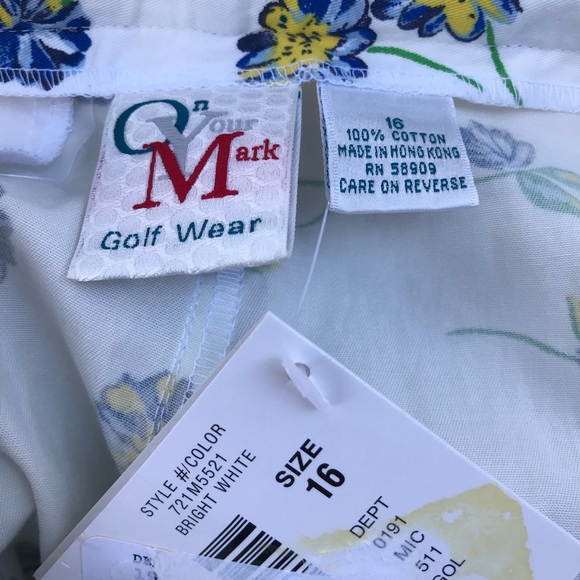 On
Your
Mark
Golf Wear
16
100% COTTON
MADE IN HONG KONG
RN 58909
CARE ON REVERSE
STYLE #/COLOR
721M5521
BRIGHT WHITE
SIZE
16
DEPT
0191
MIC
511
GOL